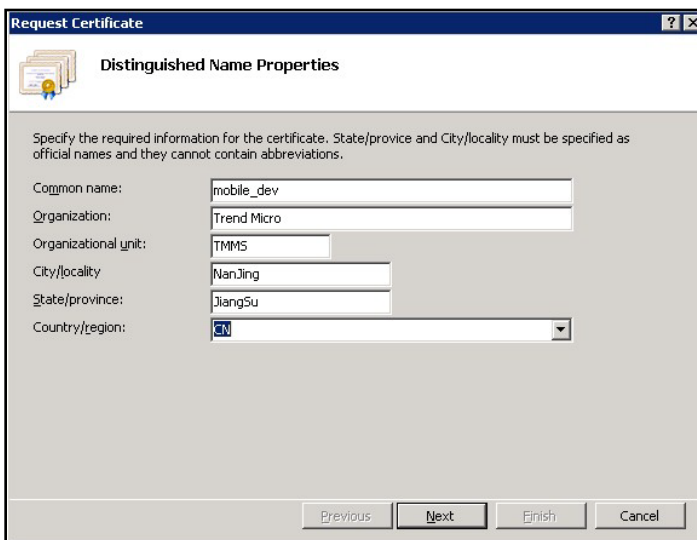 Request Certificate
Distinguished Name Properties
Specify the required information for the certificate. State/provice and City/locality must be specified as
official names and they cannot contain abbreviations.
Common name: mobile_dev
Organization: Trend Micro
Organizational unit: TMMS
City/locality NanJing
State/province: JiangSu
Country/region: CN
Previous Next Finish Cancel